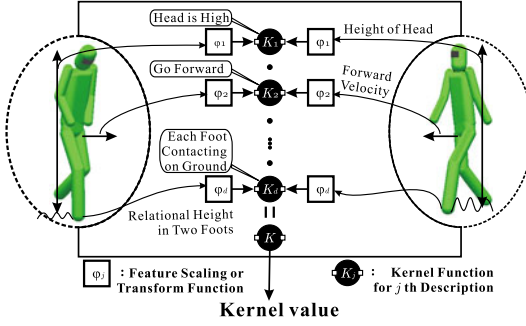 Head is High
φ1
K1
φ1
Height of Head
Go Forward
φ2
K2
φ2
Forward
Velocity
Each Foot
Contacting
on Ground
φd
Kd
φd
Relational Height
in Two Foots
K
φj : Feature Scaling or
Transform Function
Kj : Kernel Function
for j th Description
Kernel value